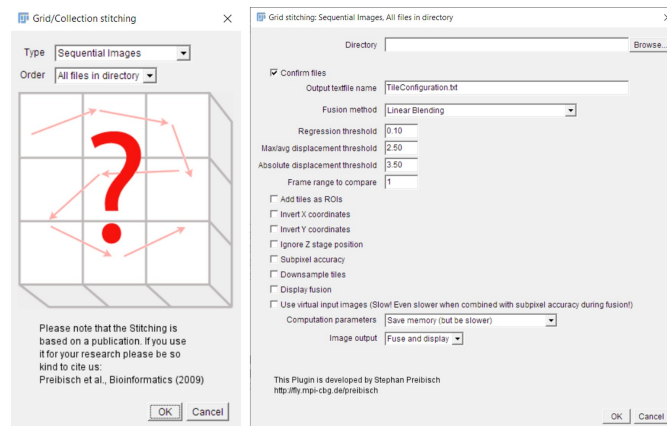 Grid/Collection stitching
Type Sequential Images
Order All files in directory
?
Please note that the Stitching is
based on a publication. If you use
it for your research please be so
kind to cite us:
Preibisch et al., Bioinformatics (2009)
OK Cancel
Grid stitching: Sequential Images, All files in directory
Directory Browse...
Confirm files
Output textfile name TileConfiguration.txt
Fusion method Linear Blending
Regression threshold 0.10
Max/avg displacement threshold 2.50
Absolute displacement threshold 3.50
Frame range to compare 1
Add tiles as ROIs
Invert X coordinates
Invert Y coordinates
Ignore Z stage position
Subpixel accuracy
Downsample tiles
Display fusion
Use virtual input images (Slow! Even slower when combined with subpixel accuracy during fusion!)
Computation parameters Save memory (but be slower)
Image output Fuse and display
This Plugin is developed by Stephan Preibisch
http://fly.mpi-cbg.de/preibisch
OK Cancel